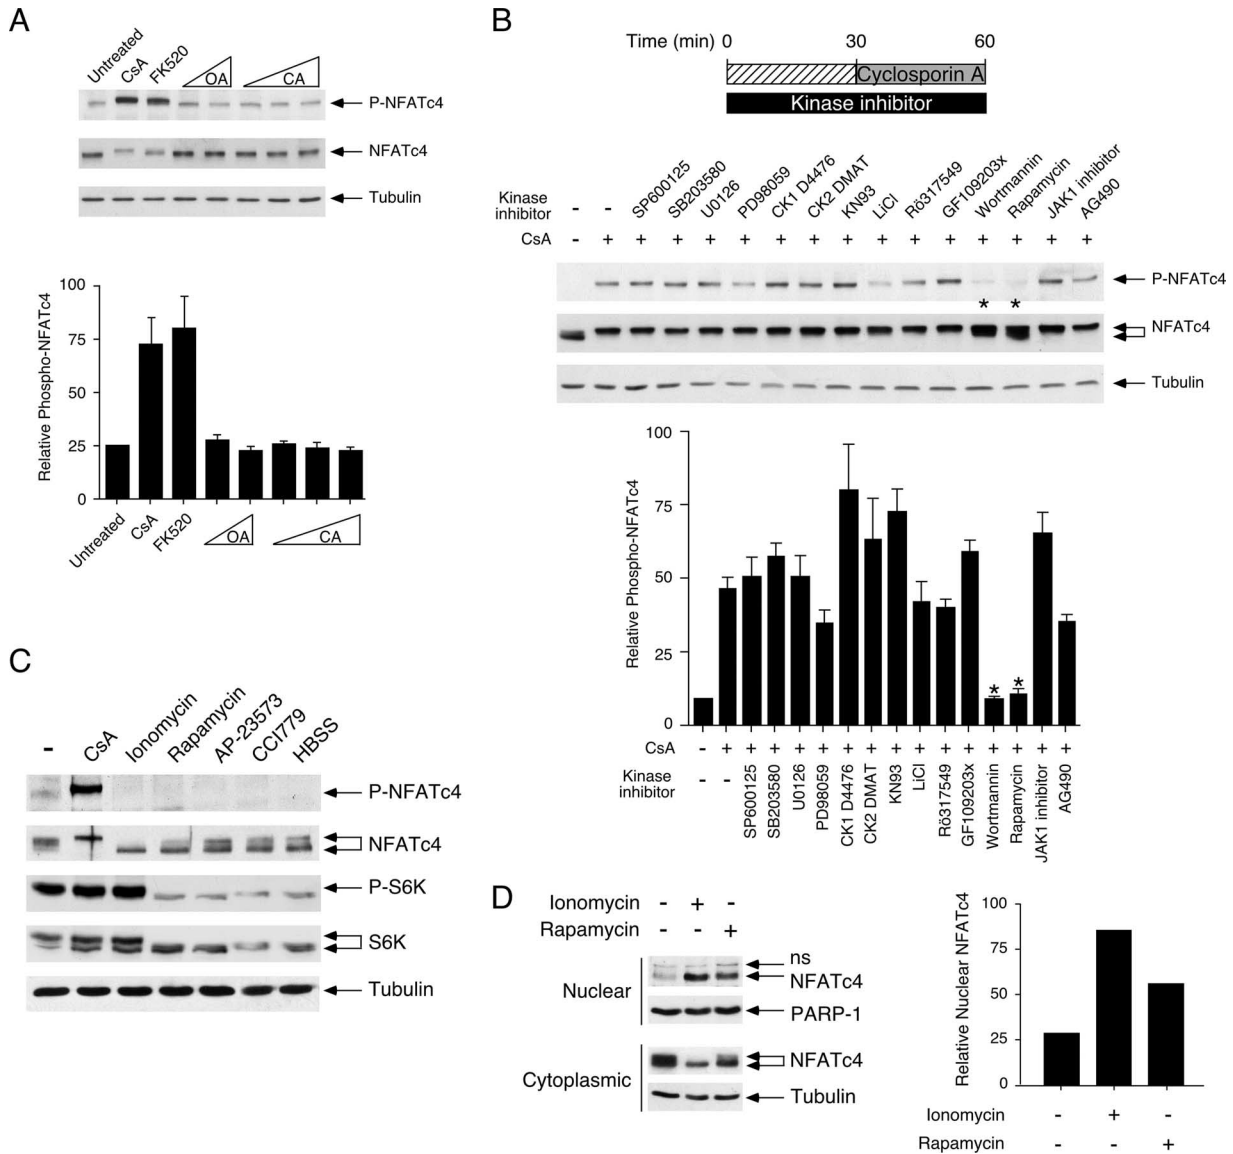 A
Untreated
CsA
FK520
OA
CA
P-NFATc4
NFATc4
Tubulin
Relative Phospho-NFATc4
100
75
50
25
0
Untreated
CsA
FK520
OA
CA
B
Time (min) 0 30 60
Cyclosporin A
Kinase inhibitor
Kinase inhibitor - - SP600125 SB203580 U0126 PD98059 CK1 D4476 CK2 DMAT KN93 LiCl Rö317549 GF109203x Wortmannin Rapamycin JAK1 inhibitor AG490
CsA - + + + + + + + + + + + + + + +
P-NFATc4
* *
NFATc4
Tubulin
Relative Phospho-NFATc4
100
75
50
25
0
* *
CsA - + + + + + + + + + + + + + + +
Kinase inhibitor - - SP600125 SB203580 U0126 PD98059 CK1 D4476 CK2 DMAT KN93 LiCl Rö317549 GF109203x Wortmannin Rapamycin JAK1 inhibitor AG490
C
- CsA Ionomycin Rapamycin AP-23573 CCI779 HBSS
P-NFATc4
NFATc4
P-S6K
S6K
Tubulin
D
Ionomycin - + -
Rapamycin - - +
Nuclear
ns
NFATc4
PARP-1
Cytoplasmic
NFATc4
Tubulin
Relative Nuclear NFATc4
100
75
50
25
0
Ionomycin - + -
Rapamycin - - +